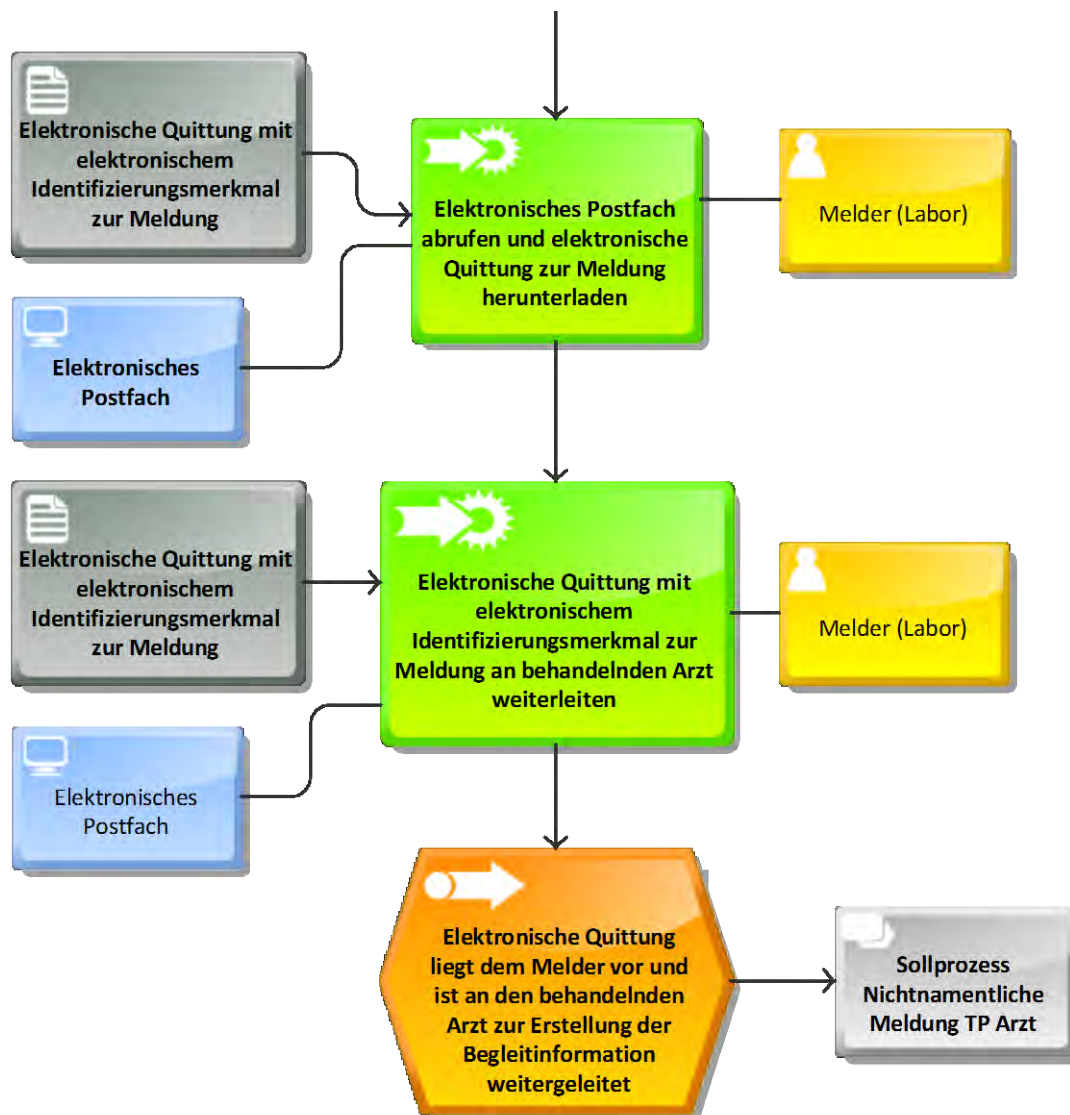 Elektronische Quittung mit
elektronischem
Identifizierungsmerkmal
zur Meldung
Elektronisches Postfach
abrufen und elektronische
Quittung zur Meldung
herunterladen
Melder (Labor)
Elektronisches
Postfach
Elektronische Quittung mit
elektronischem
Identifizierungsmerkmal
zur Meldung
Elektronische Quittung mit
elektronischem
Identifizierungsmerkmal zur
Meldung an behandelnden Arzt
weiterleiten
Melder (Labor)
Elektronisches
Postfach
Elektronische Quittung
liegt dem Melder vor und
ist an den behandelnden
Arzt zur Erstellung der
Begleitinformation
weitergeleitet
Sollprozess
Nichtnamentliche
Meldung TP Arzt